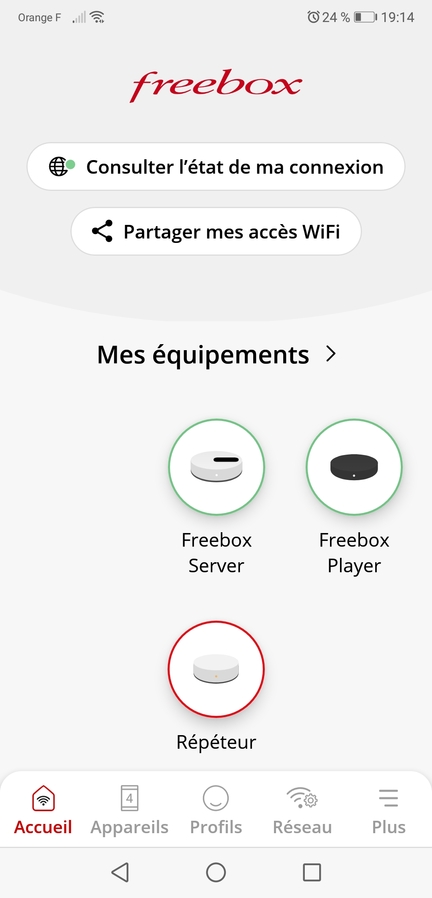 Orange F 24 % 19:14
freebox
Consulter l’état de ma connexion
Partager mes accès WiFi
Mes équipements
Freebox Server
Freebox Player
Répéteur
4
Accueil Appareils Profils Réseau Plus